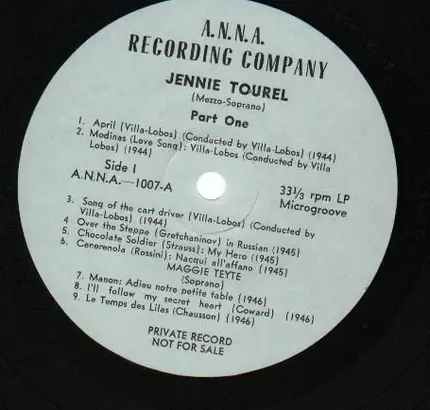 A.N.N.A.
RECORDING COMPANY
JENNIE TOUREL
(Mezzo-Soprano)
Part One
1. April (Villa-Lobos) (Conducted by Villa-Lobos) (1944)
2. Modinas (Love Song): Villa-Lobos (Conducted by Villa
Lobos) (1944)
Side I
A.N.N.A.—1007-A
33⅓ rpm LP
Microgroove
3. Song of the cart driver (Villa-Lobos) (Conducted by
Villa-Lobos) (1944)
4 Over the Steppe (Gretchaninov) in Russian (1945)
5. Chocolate Soldier (Strauss): My Hero (1945)
6. Cenerenola (Rossini): Nacqui all'affano (1945)
MAGGIE TEYTE
(Soprano)
7. Manon: Adieu notre petite table (1946)
8. I'll follow my secret heart (Coward) (1946)
9. Le Temps des Lilas (Chausson) (1946)
PRIVATE RECORD
NOT FOR SALE